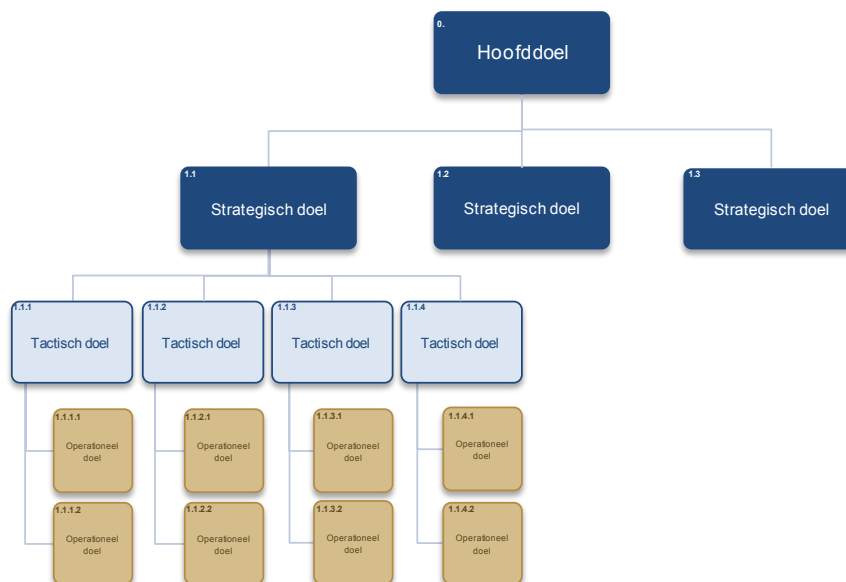 0.
Hoofddoel
1.1
Strategisch doel
1.2
Strategisch doel
1.3
Strategisch doel
1.1.1
Tactisch doel
1.1.2
Tactisch doel
1.1.3
Tactisch doel
1.1.4
Tactisch doel
1.1.1.1
Operationeel
doel
1.1.2.1
Operationeel
doel
1.1.3.1
Operationeel
doel
1.1.4.1
Operationeel
doel
1.1.1.2
Operationeel
doel
1.1.2.2
Operationeel
doel
1.1.3.2
Operationeel
doel
1.1.4.2
Operationeel
doel